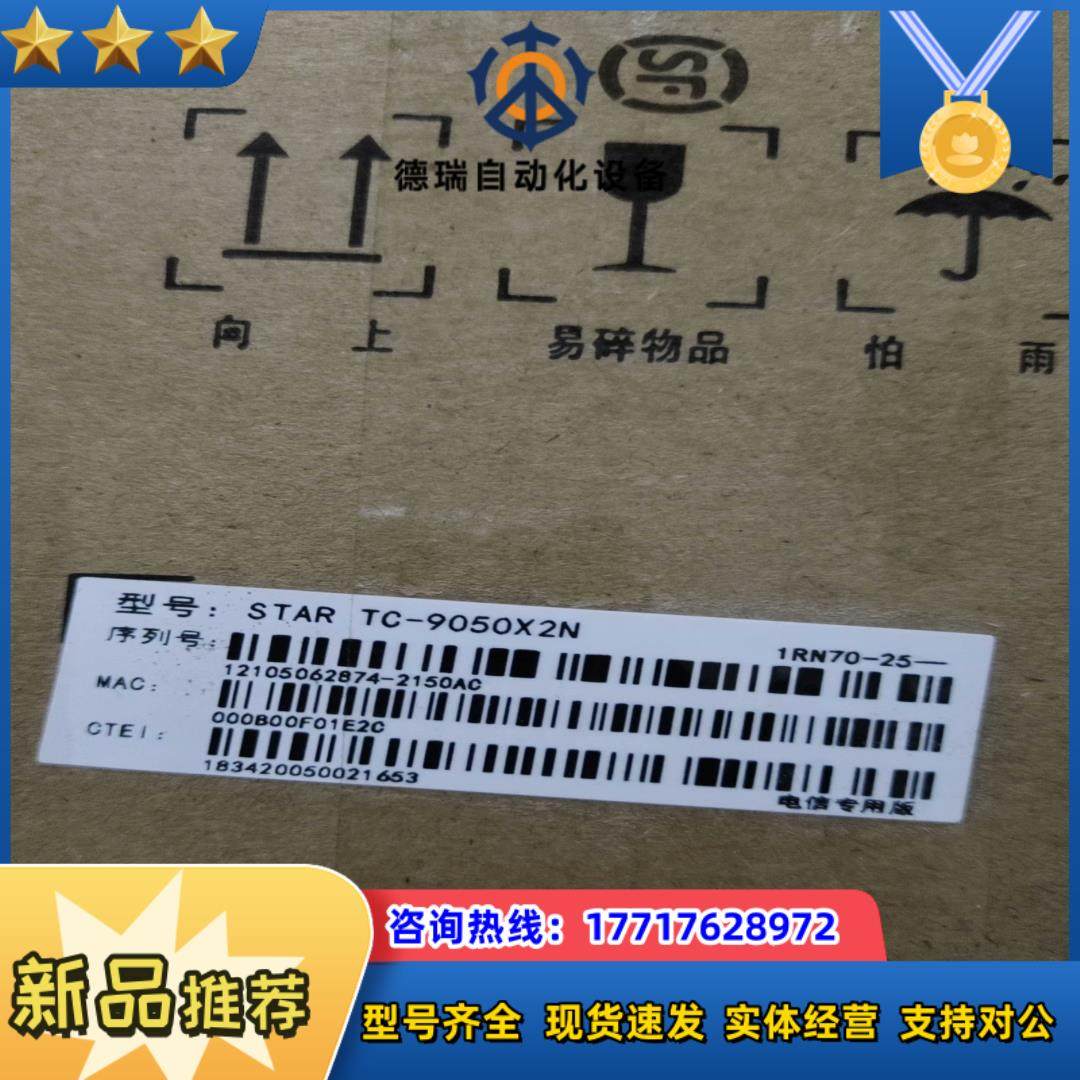 德瑞自动化设备
向 上
易碎物品
怕 雨
型号: STAR TC-9050X2N
1RN70-25—
序列号:
12105062874-2150AC
MAC:
000B00F01E2C
CTEI:
183420050021653
电信专用版
咨询热线：17717628972
新品推荐
型号齐全 现货速发 实体经营 支持对公